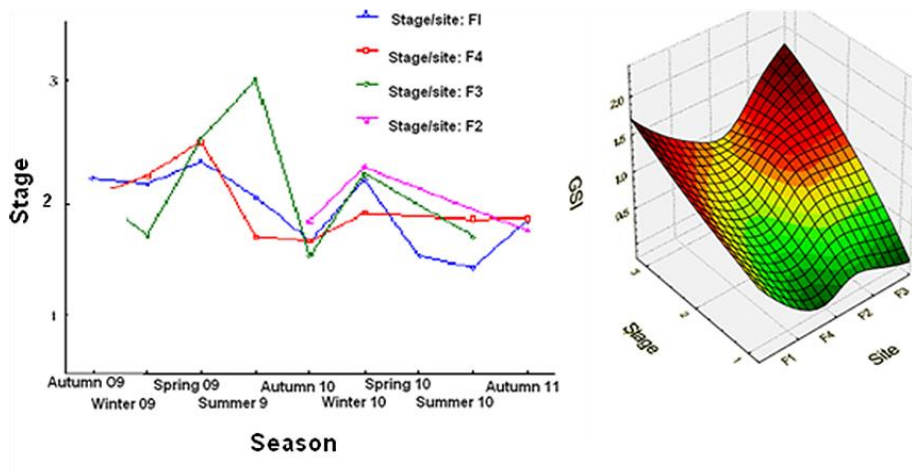 Stage/site: F1
Stage/site: F4
Stage/site: F3
Stage/site: F2
3
2
1
Stage
Autumn 09
Winter 09
Spring 09
Summer 9
Autumn 10
Winter 10
Spring 10
Summer 10
Autumn 11
Season
2.0
1.5
1.0
0.5
GSI
3
2
1
Stage
F1
F4
F2
F3
Site